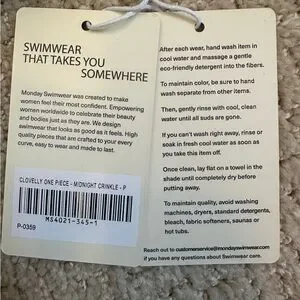 SWIMWEAR
THAT TAKES YOU
SOMEWHERE
Monday Swimwear was created to make
women feel their most confident. Empowering
women worldwide to celebrate their beauty
and bodies just as they are. We design
swimwear that looks as good as it feels. High
quality pieces that are crafted to your every
curve, easy to wear and made to last.
CLOVELLY ONE PIECE - MIDNIGHT CRINKLE - P
MS4021-345-1
P-0359
After each wear, hand wash item in
cool water and massage a gentle
eco-friendly detergent into the fibers.
To maintain color, be sure to hand
wash separate from other items.
Then, gently rinse with cool, clean
water until all suds are gone.
If you can't wash right away, rinse or
soak in fresh cool water as soon as
you take this item off.
Once clean, lay flat on a towel in the
shade until completely dry before
putting away.
To maintain quality, avoid washing
machines, dryers, standard detergents,
bleach, fabric softeners, saunas or
hot tubs.
Reach out to customerservice@mondayswimwear.com
if you have any questions about Swimwear care.